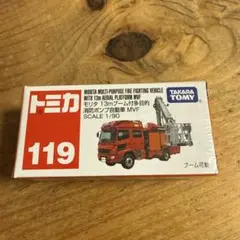 トミカ
119
MORITA MULTI-PURPOSE FIRE FIGHTING VEHICLE
WITH 13m AERIAL PLATFORM MVF
モリタ 13mブーム付多目的
消防ポンプ自動車 MVF
SCALE 1/90
TAKARA
TOMY
ブーム可動